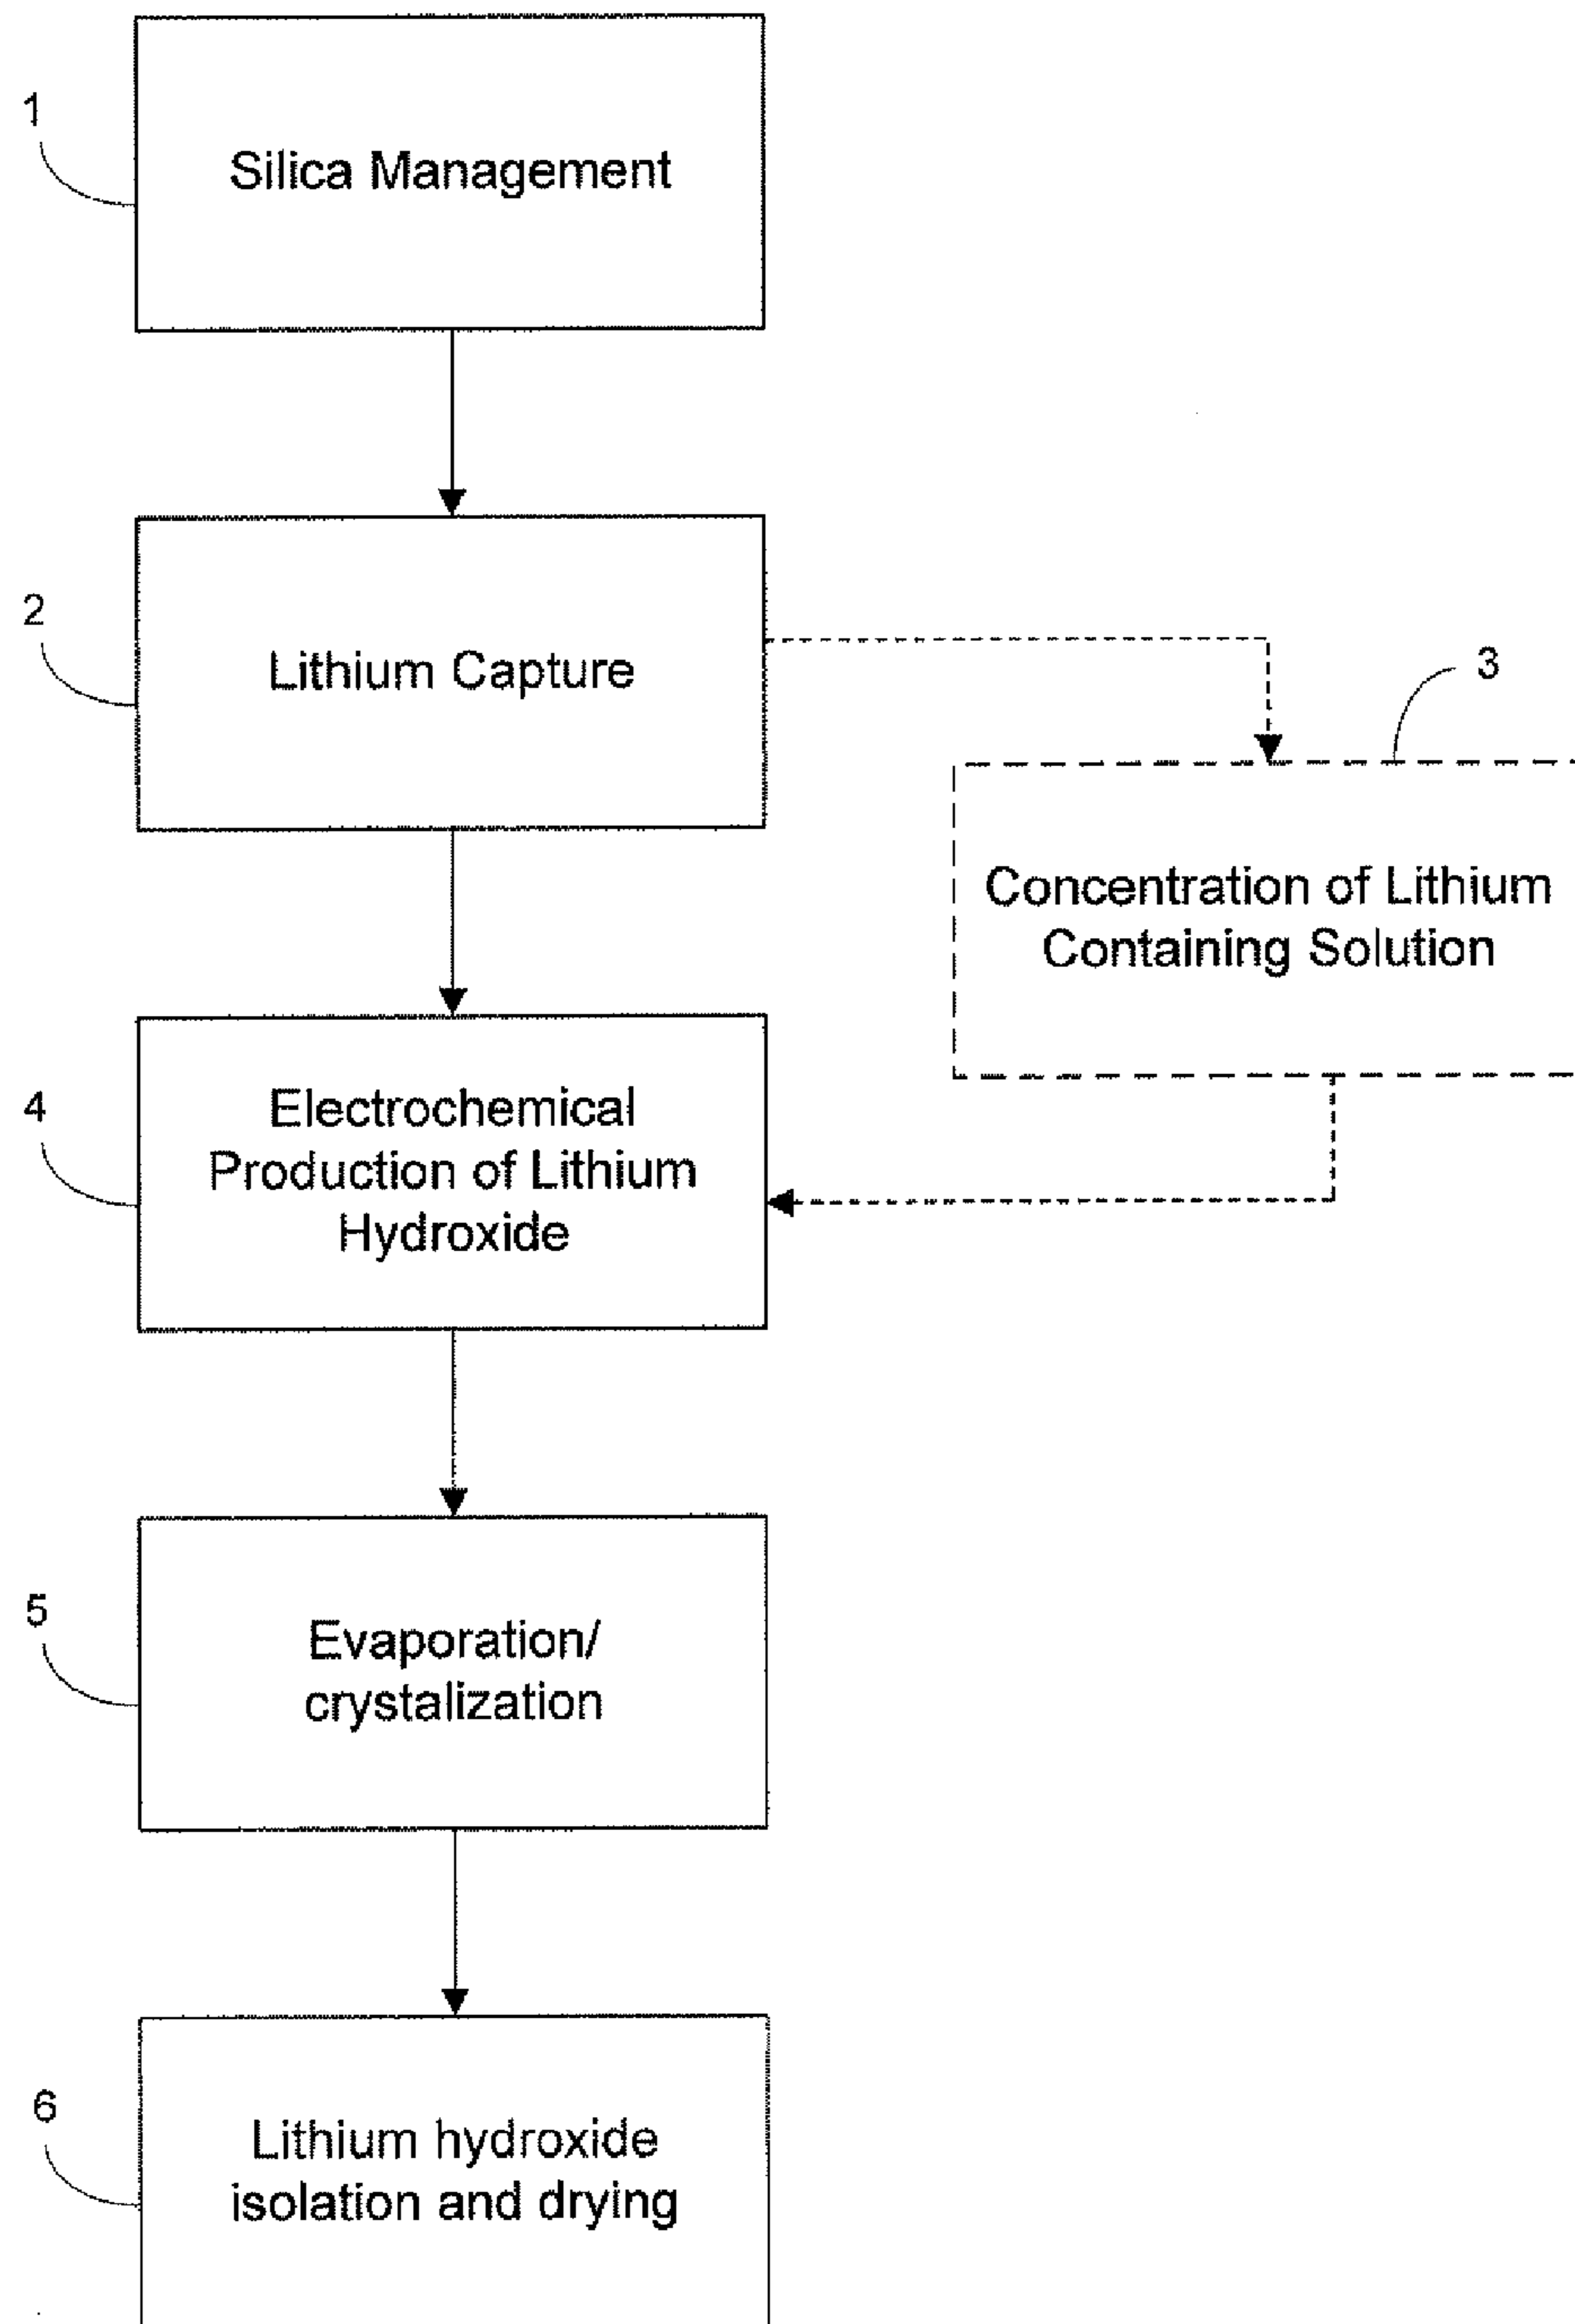 1
Silica Management
2
Lithium Capture
3
Concentration of Lithium
Containing Solution
4
Electrochemical
Production of Lithium
Hydroxide
5
Evaporation/
crystalization
6
Lithium hydroxide
isolation and drying